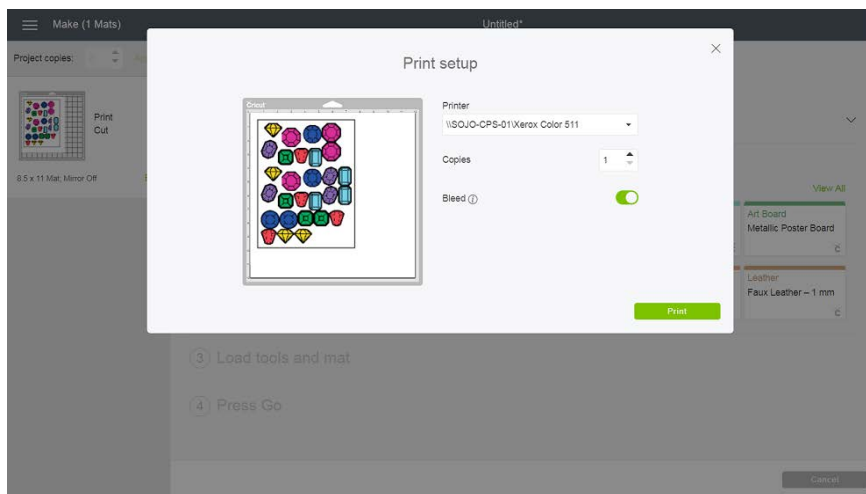 Make (1 Mats)
Untitled*
Project copies:
Print setup
Cricut
Printer
\\SOJO-CPS-01\Xerox Color 511
Print
Cut
Copies
1
8.5 x 11 Mat, Mirror Off
Bleed
View All
Art Board
Metallic Poster Board
Leather
Faux Leather – 1 mm
Print
3 Load tools and mat
4 Press Go
Cancel